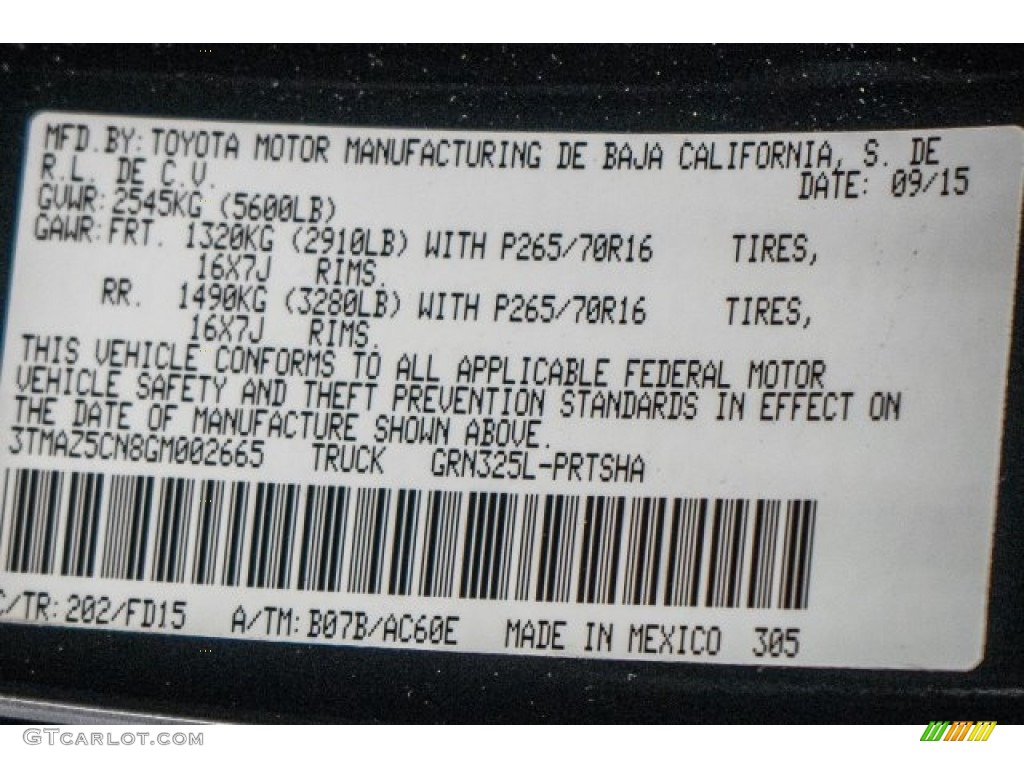 MFD.BY: TOYOTA MOTOR MANUFACTURING DE BAJA CALIFORNIA, S. DE
R.L. DE C.V. DATE: 09/15
GVWR: 2545KG (5600LB)
GAWR: FRT. 1320KG (2910LB) WITH P265/70R16 TIRES,
16X7J RIMS.
RR. 1490KG (3280LB) WITH P265/70R16 TIRES,
16X7J RIMS.
THIS VEHICLE CONFORMS TO ALL APPLICABLE FEDERAL MOTOR
VEHICLE SAFETY AND THEFT PREVENTION STANDARDS IN EFFECT ON
THE DATE OF MANUFACTURE SHOWN ABOVE.
3TMAZ5CN8GM002665 TRUCK GRN325L-PRTSHA
C/TR: 202/FD15 A/TM: B07B/AC60E MADE IN MEXICO 305
GTCarLot.com